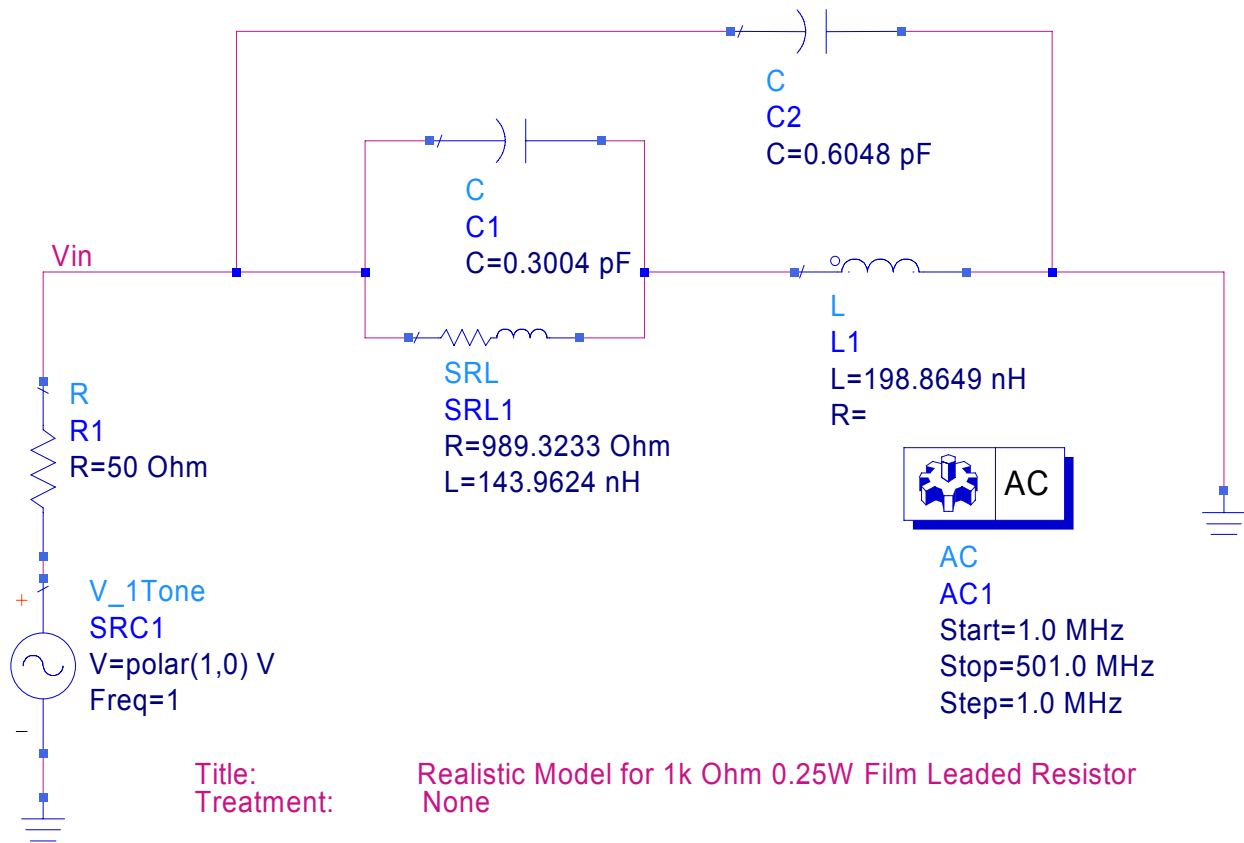 C
C2
C=0.6048 pF
C
C1
C=0.3004 pF
Vin
L
L1
L=198.8649 nH
R=
SRL
SRL1
R=989.3233 Ohm
L=143.9624 nH
R
R1
R=50 Ohm
AC
AC
AC1
Start=1.0 MHz
Stop=501.0 MHz
Step=1.0 MHz
+
V_1Tone
SRC1
V=polar(1,0) V
Freq=1
−
Title: Realistic Model for 1k Ohm 0.25W Film Leaded Resistor
Treatment: None